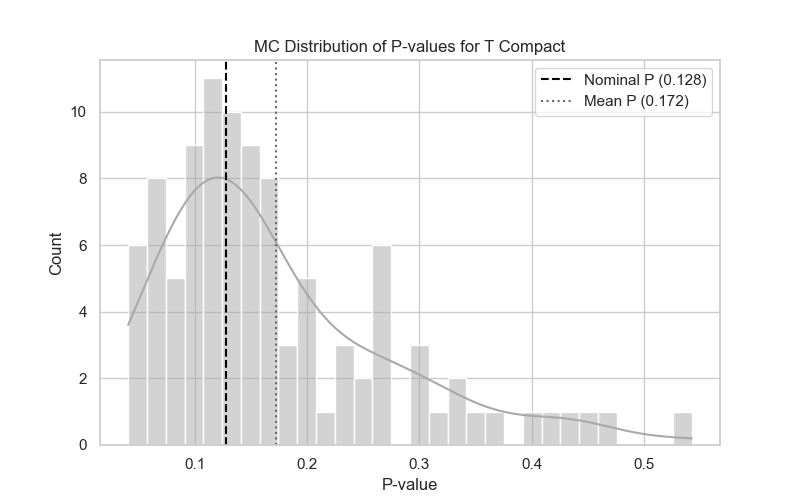 MC Distribution of P-values for T Compact
Nominal P (0.128)
Mean P (0.172)
10
8
6
4
2
0
Count
0.1 0.2 0.3 0.4 0.5
P-value